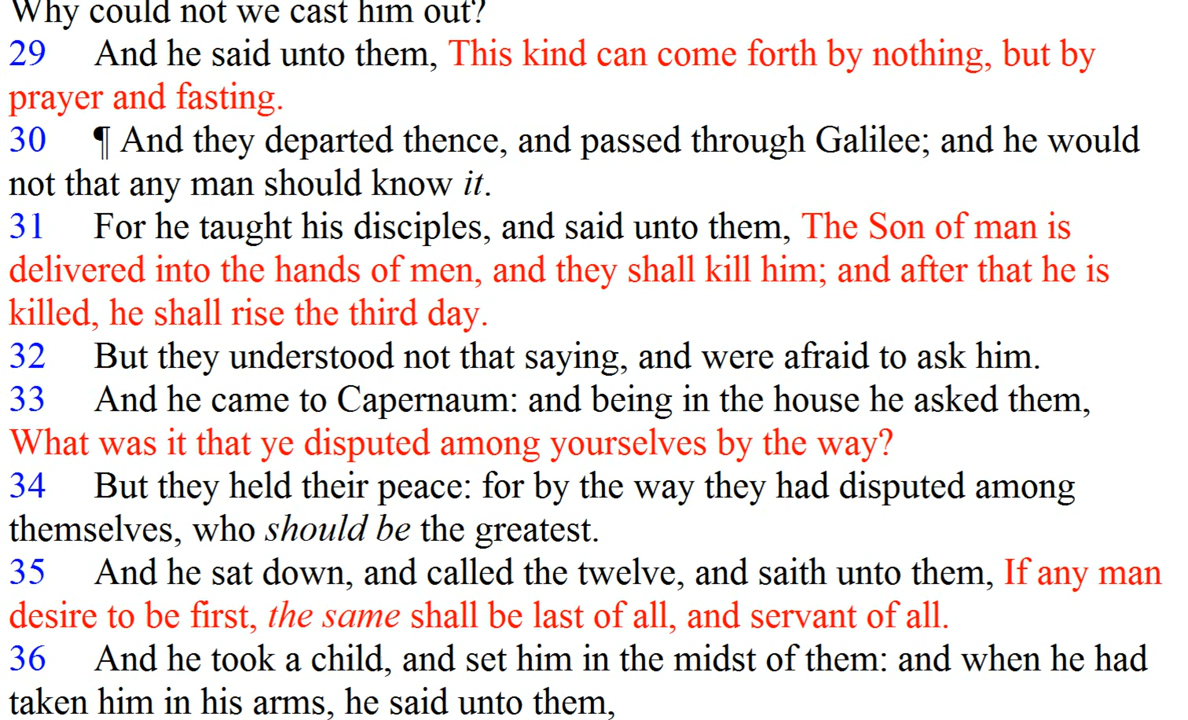 Why could not we cast him out?
29 And he said unto them, This kind can come forth by nothing, but by
prayer and fasting.
30 ¶ And they departed thence, and passed through Galilee; and he would
not that any man should know it.
31 For he taught his disciples, and said unto them, The Son of man is
delivered into the hands of men, and they shall kill him; and after that he is
killed, he shall rise the third day.
32 But they understood not that saying, and were afraid to ask him.
33 And he came to Capernaum: and being in the house he asked them,
What was it that ye disputed among yourselves by the way?
34 But they held their peace: for by the way they had disputed among
themselves, who should be the greatest.
35 And he sat down, and called the twelve, and saith unto them, If any man
desire to be first, the same shall be last of all, and servant of all.
36 And he took a child, and set him in the midst of them: and when he had
taken him in his arms, he said unto them,